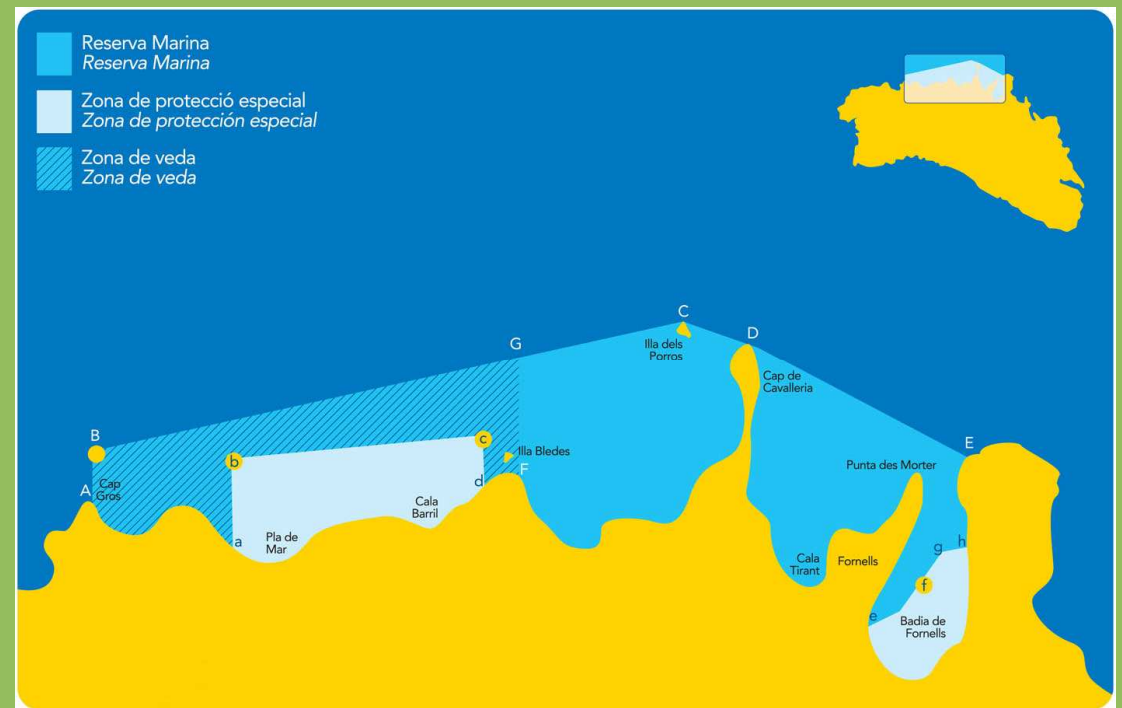 Reserva Marina
Reserva Marina
Zona de protecció especial
Zona de protección especial
Zona de veda
Zona de veda
C
D
Illa dels
Porros
G
Cap de
Cavalleria
B
E
c
b
Illa Bledes
Punta des Morter
F
A
Cap
Gros
d
Cala
Barril
a
Pla de
Mar
h
g
Cala
Tirant
Fornells
f
e
Badia de
Fornells